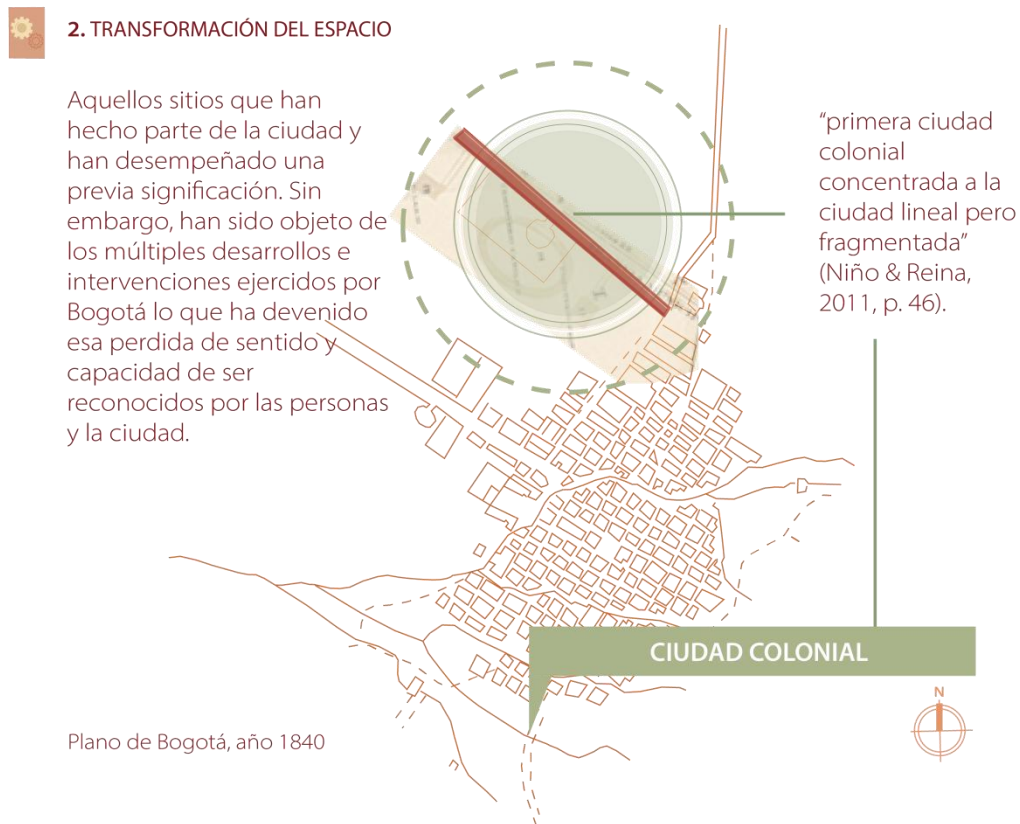 2. TRANSFORMACIÓN DEL ESPACIO
Aquellos sitios que han
hecho parte de la ciudad y
han desempeñado una
previa significación. Sin
embargo, han sido objeto de
los múltiples desarrollos e
intervenciones ejercidos por
Bogotá lo que ha devenido
esa perdida de sentido y
capacidad de ser
reconocidos por las personas
y la ciudad.
“primera ciudad
colonial
concentrada a la
ciudad lineal pero
fragmentada”
(Niño & Reina,
2011, p. 46).
CIUDAD COLONIAL
N
Plano de Bogotá, año 1840